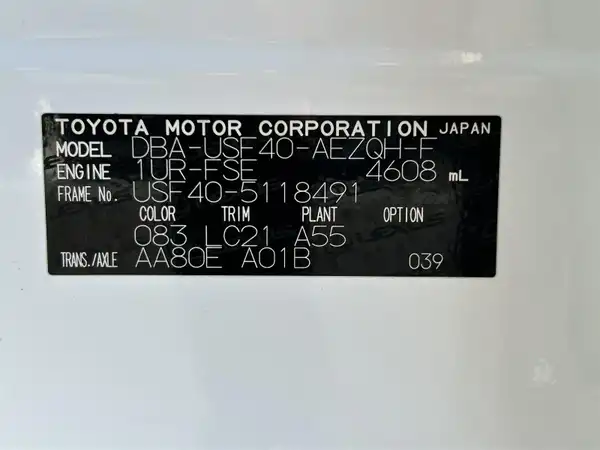 TOYOTA MOTOR CORPORATION JAPAN
MODEL DBA-USF40-AEZQH-F
ENGINE 1UR-FSE 4608 mL
FRAME No. USF40-5118491
COLOR TRIM PLANT OPTION
083 LC21 A55
TRANS./AXLE AA80E A01B 039